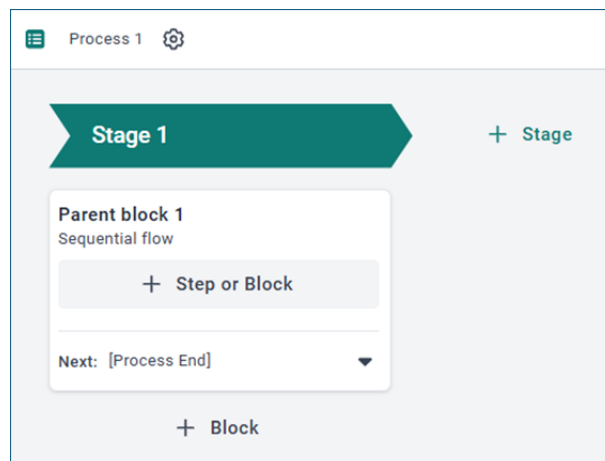 Process 1
Stage 1
+ Stage
Parent block 1
Sequential flow
+ Step or Block
Next: [Process End]
+ Block